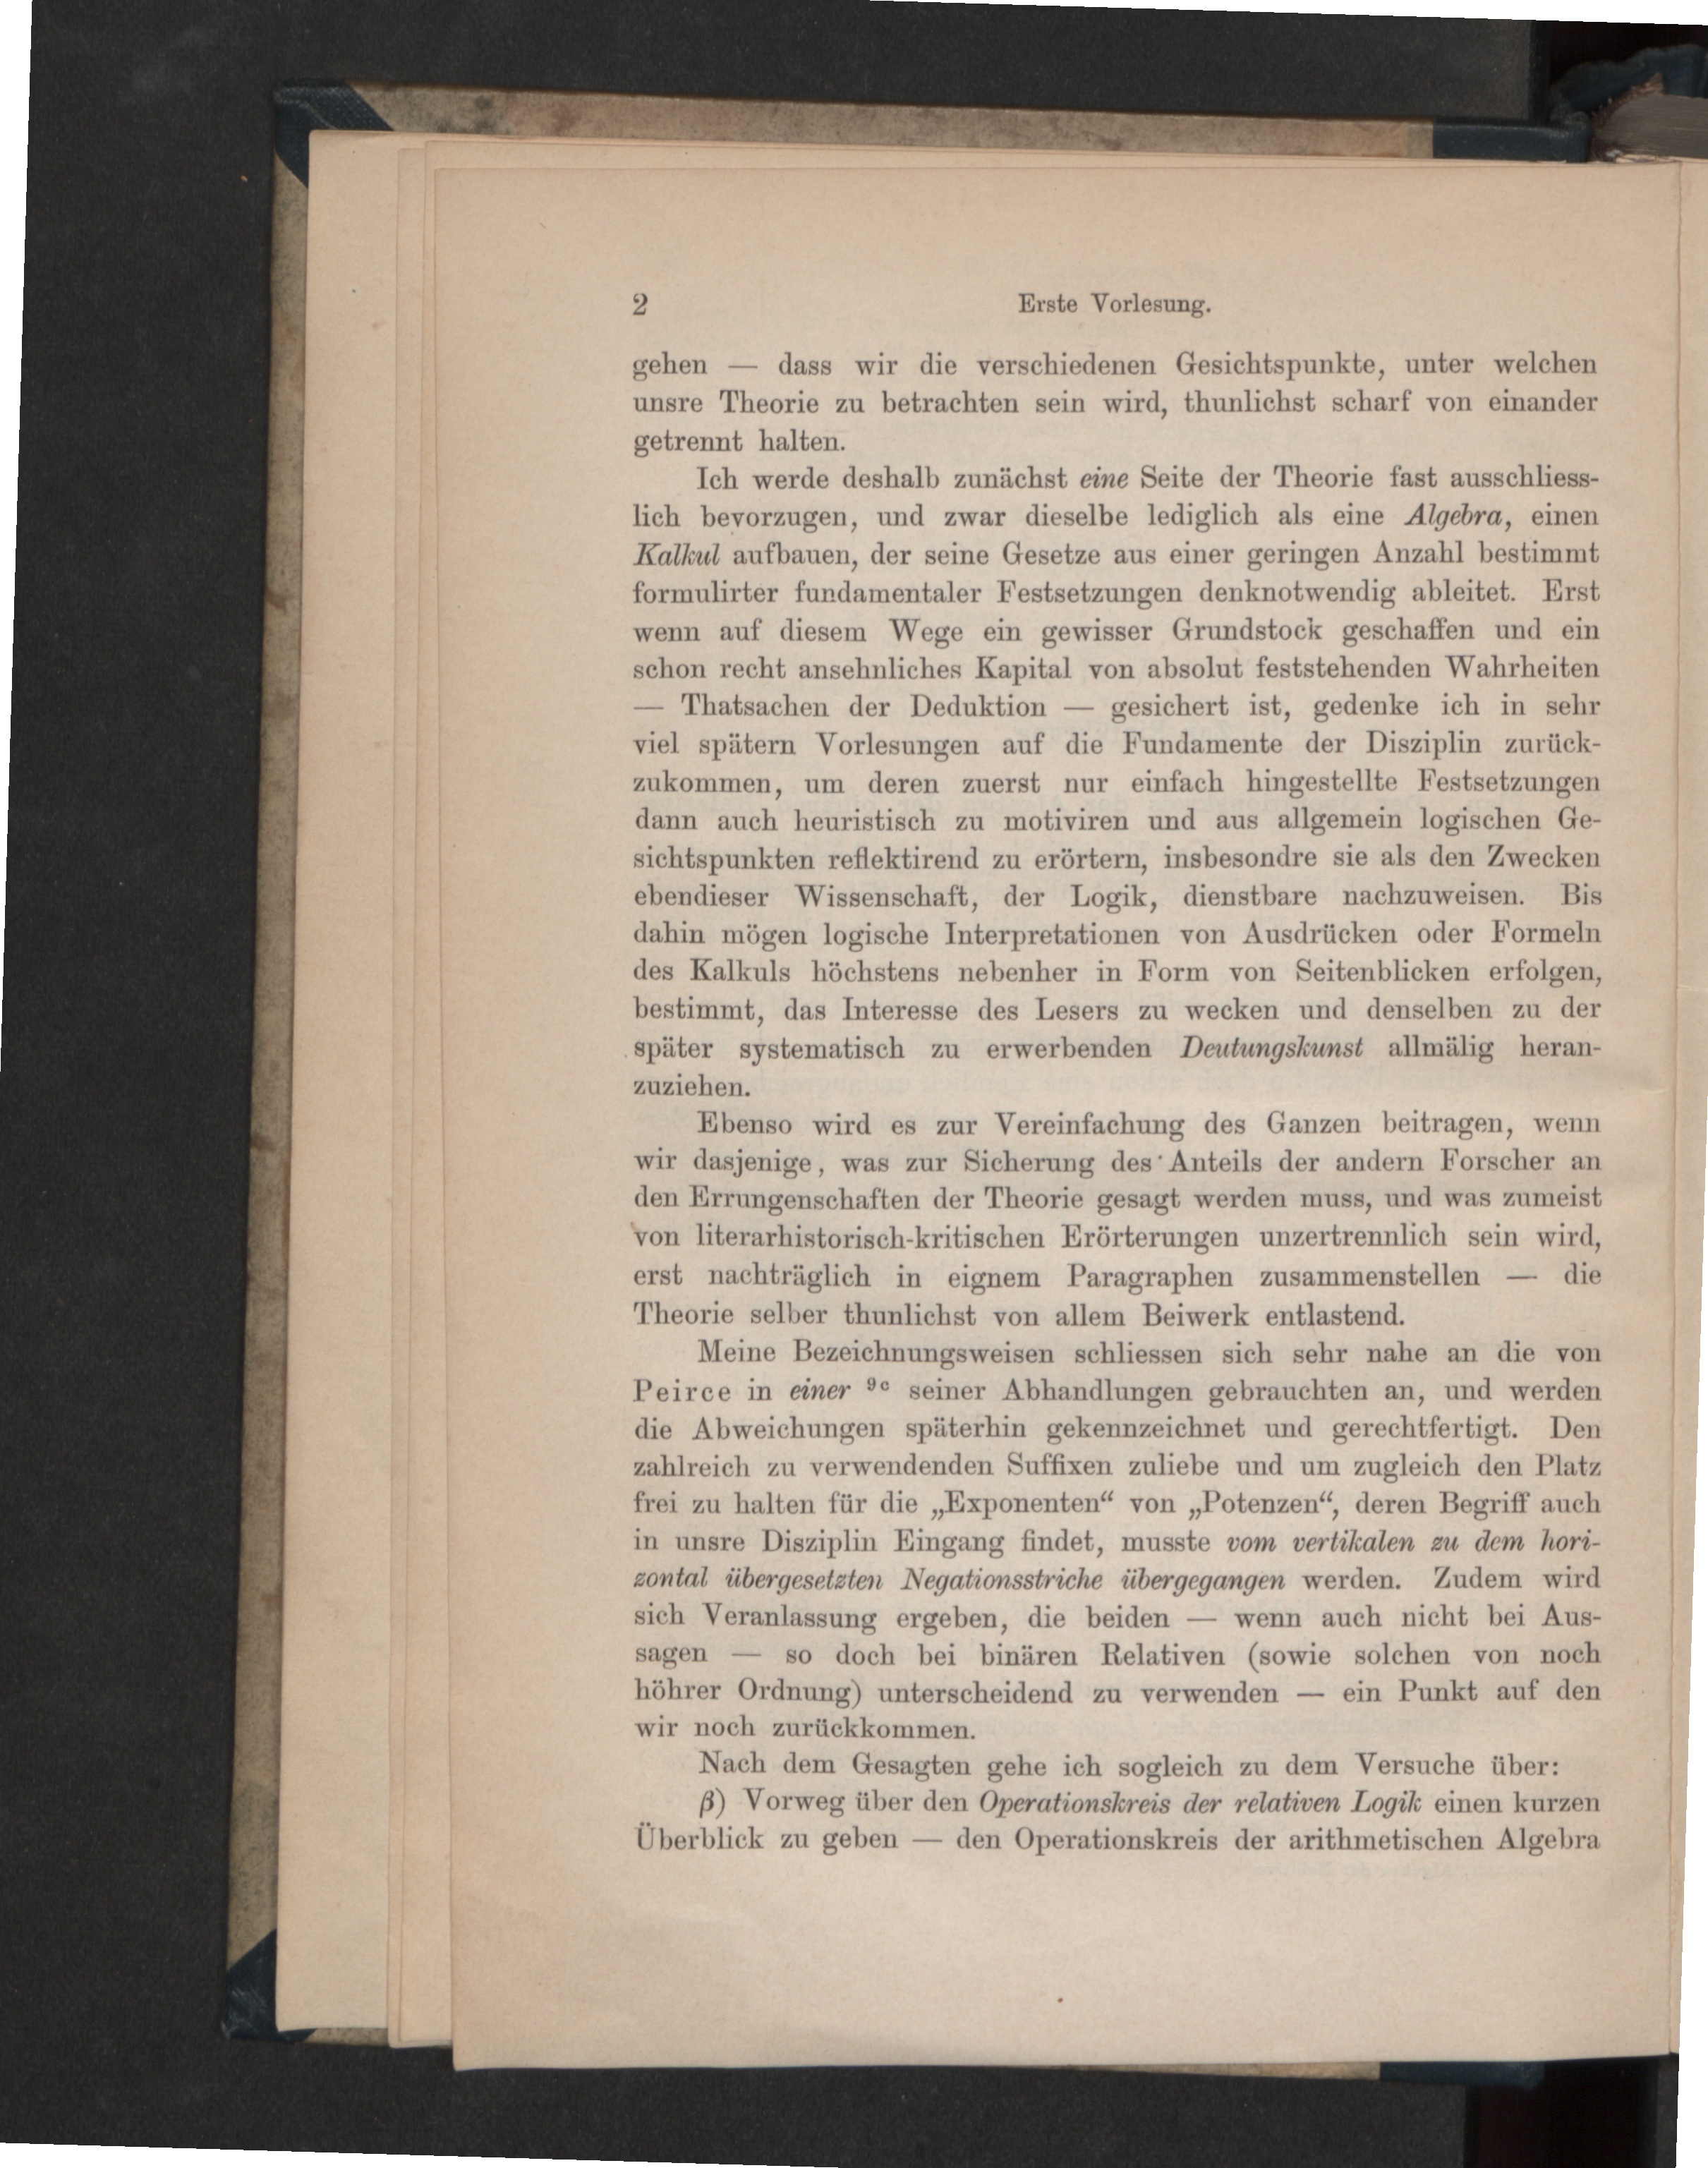 2 Erste Vorlesung.
gehen — dass wir die verschiedenen Gesichtspunkte, unter welchen
unsre Theorie zu betrachten sein wird, thunlichst scharf von einander
getrennt halten.
Ich werde deshalb zunächst eine Seite der Theorie fast ausschliess-
lich bevorzugen, und zwar dieselbe lediglich als eine Algebra, einen
Kalkul aufbauen, der seine Gesetze aus einer geringen Anzahl bestimmt
formulirter fundamentaler Festsetzungen denknotwendig ableitet. Erst
wenn auf diesem Wege ein gewisser Grundstock geschaffen und ein
schon recht ansehnliches Kapital von absolut feststehenden Wahrheiten
— Thatsachen der Deduktion — gesichert ist, gedenke ich in sehr
viel spätern Vorlesungen auf die Fundamente der Disziplin zurück-
zukommen, um deren zuerst nur einfach hingestellte Festsetzungen
dann auch heuristisch zu motiviren und aus allgemein logischen Ge-
sichtspunkten reflektirend zu erörtern, insbesondre sie als den Zwecken
ebendieser Wissenschaft, der Logik, dienstbare nachzuweisen. Bis
dahin mögen logische Interpretationen von Ausdrücken oder Formeln
des Kalkuls höchstens nebenher in Form von Seitenblicken erfolgen,
bestimmt, das Interesse des Lesers zu wecken und denselben zu der
später systematisch zu erwerbenden Deutungskunst allmälig heran-
zuziehen.
Ebenso wird es zur Vereinfachung des Ganzen beitragen, wenn
wir dasjenige, was zur Sicherung des Anteils der andern Forscher an
den Errungenschaften der Theorie gesagt werden muss, und was zumeist
von literarhistorisch-kritischen Erörterungen unzertrennlich sein wird,
erst nachträglich in eignem Paragraphen zusammenstellen — die
Theorie selber thunlichst von allem Beiwerk entlastend.
Meine Bezeichnungsweisen schliessen sich sehr nahe an die von
Peirce in einer ⁹ᶜ seiner Abhandlungen gebrauchten an, und werden
die Abweichungen späterhin gekennzeichnet und gerechtfertigt. Den
zahlreich zu verwendenden Suffixen zuliebe und um zugleich den Platz
frei zu halten für die „Exponenten“ von „Potenzen“, deren Begriff auch
in unsre Disziplin Eingang findet, musste vom vertikalen zu dem hori-
zontal übergesetzten Negationsstriche übergegangen werden. Zudem wird
sich Veranlassung ergeben, die beiden — wenn auch nicht bei Aus-
sagen — so doch bei binären Relativen (sowie solchen von noch
höhrer Ordnung) unterscheidend zu verwenden — ein Punkt auf den
wir noch zurückkommen.
Nach dem Gesagten gehe ich sogleich zu dem Versuche über:
β) Vorweg über den Operationskreis der relativen Logik einen kurzen
Überblick zu geben — den Operationskreis der arithmetischen Algebra